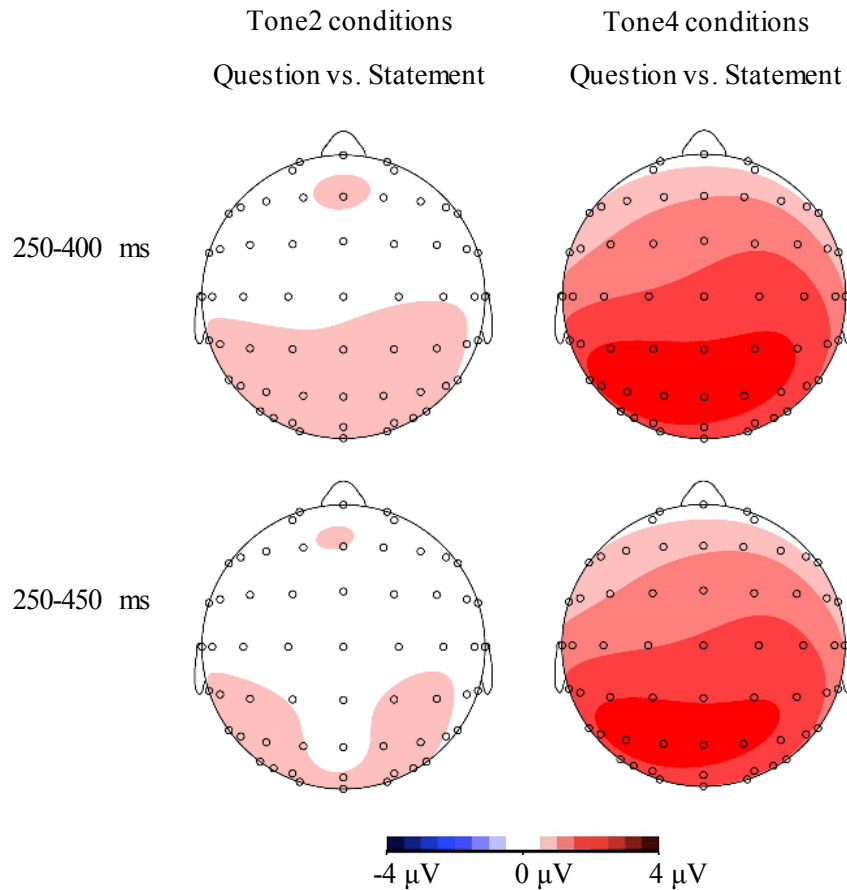 Tone2 conditions
Question vs. Statement
Tone4 conditions
Question vs. Statement
250-400 ms
250-450 ms
-4 μV
0 μV
4 μV